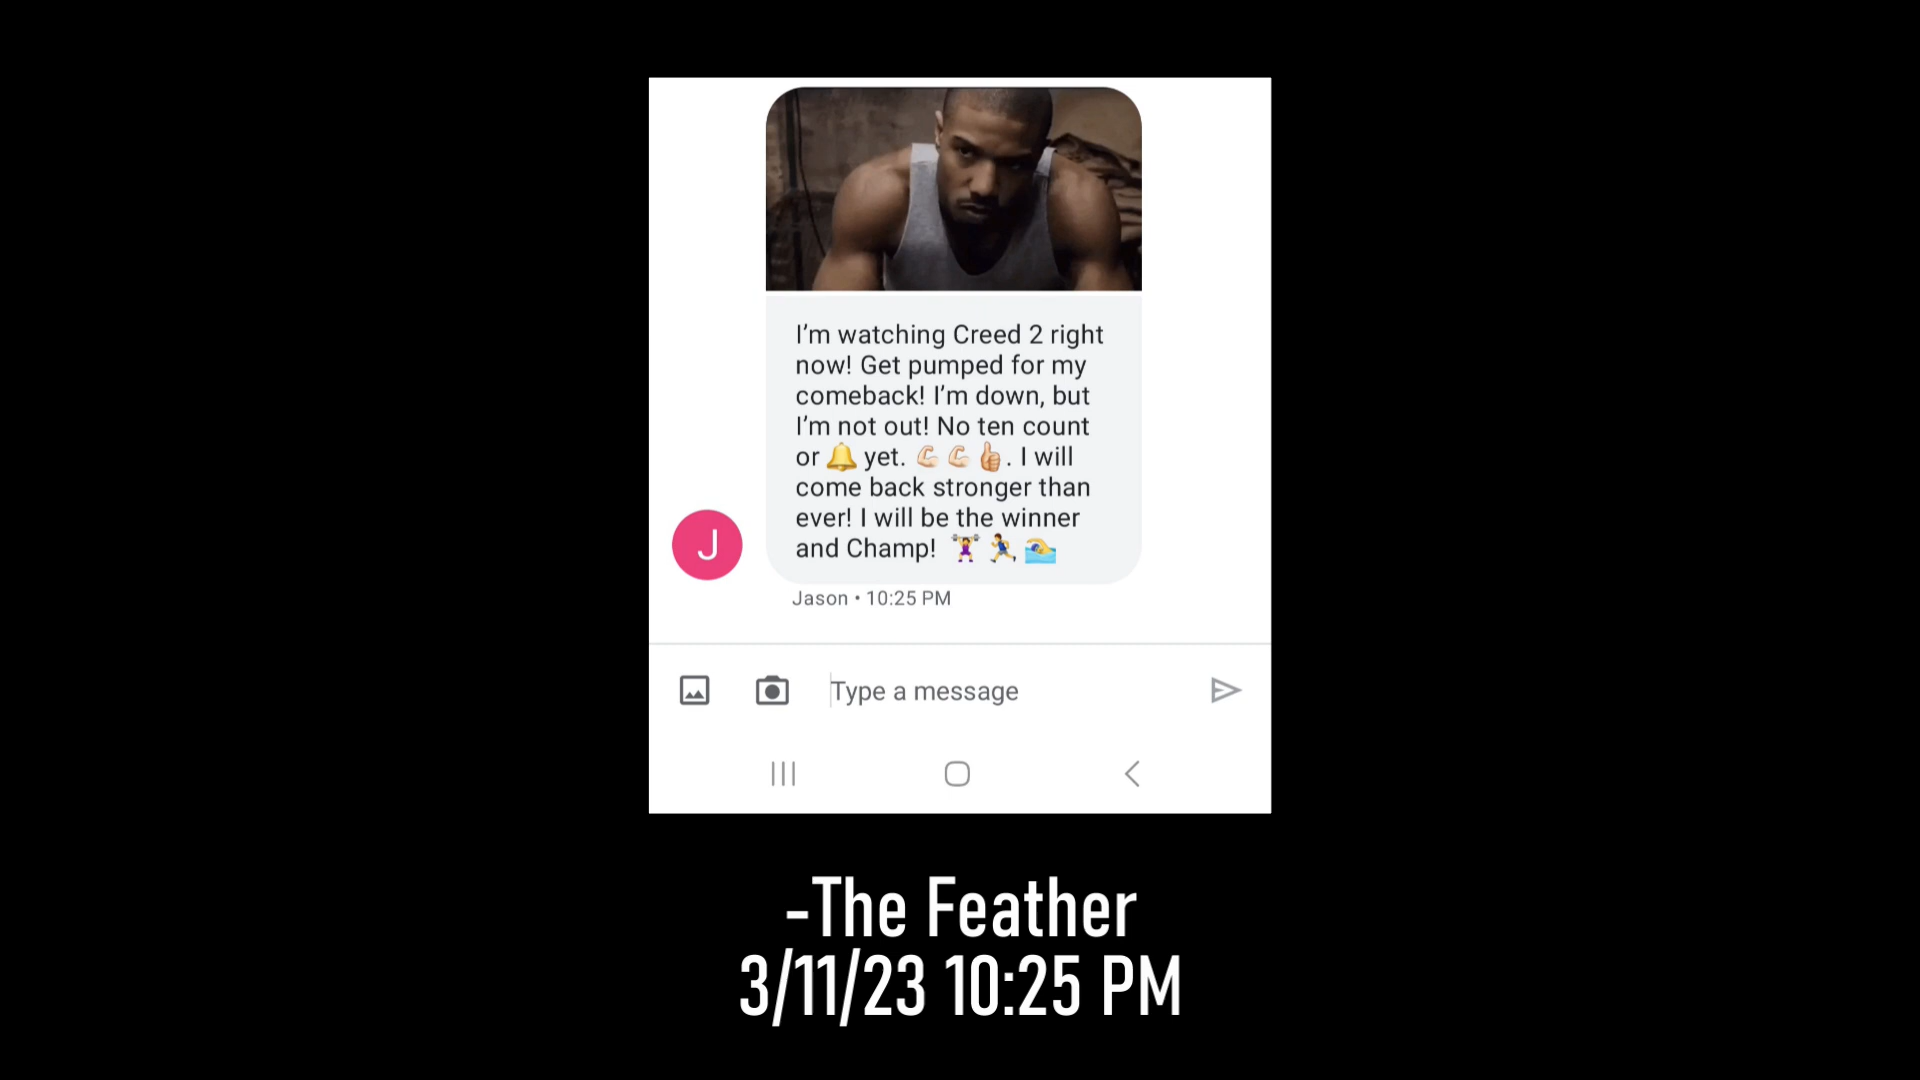 I’m watching Creed 2 right
now! Get pumped for my
comeback! I’m down, but
I’m not out! No ten count
or 🔔 yet. 💪🏻💪🏻👍🏻. I will
come back stronger than
ever! I will be the winner
and Champ! 🏋️‍♀️🏃‍♂️🏊
J
Jason • 10:25 PM
Type a message
-The Feather
3/11/23 10:25 PM